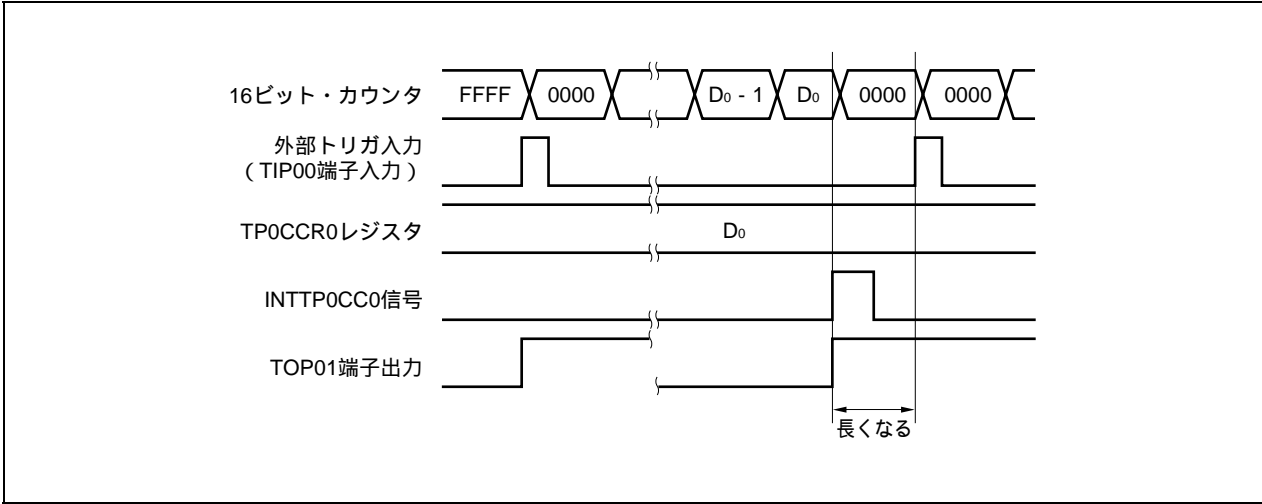 16ビット・カウンタ FFFF 0000 D0 - 1 D0 0000 0000
外部トリガ入力
（TIP00端子入力）
TP0CCR0レジスタ D0
INTTP0CC0信号
TOP01端子出力
長くなる